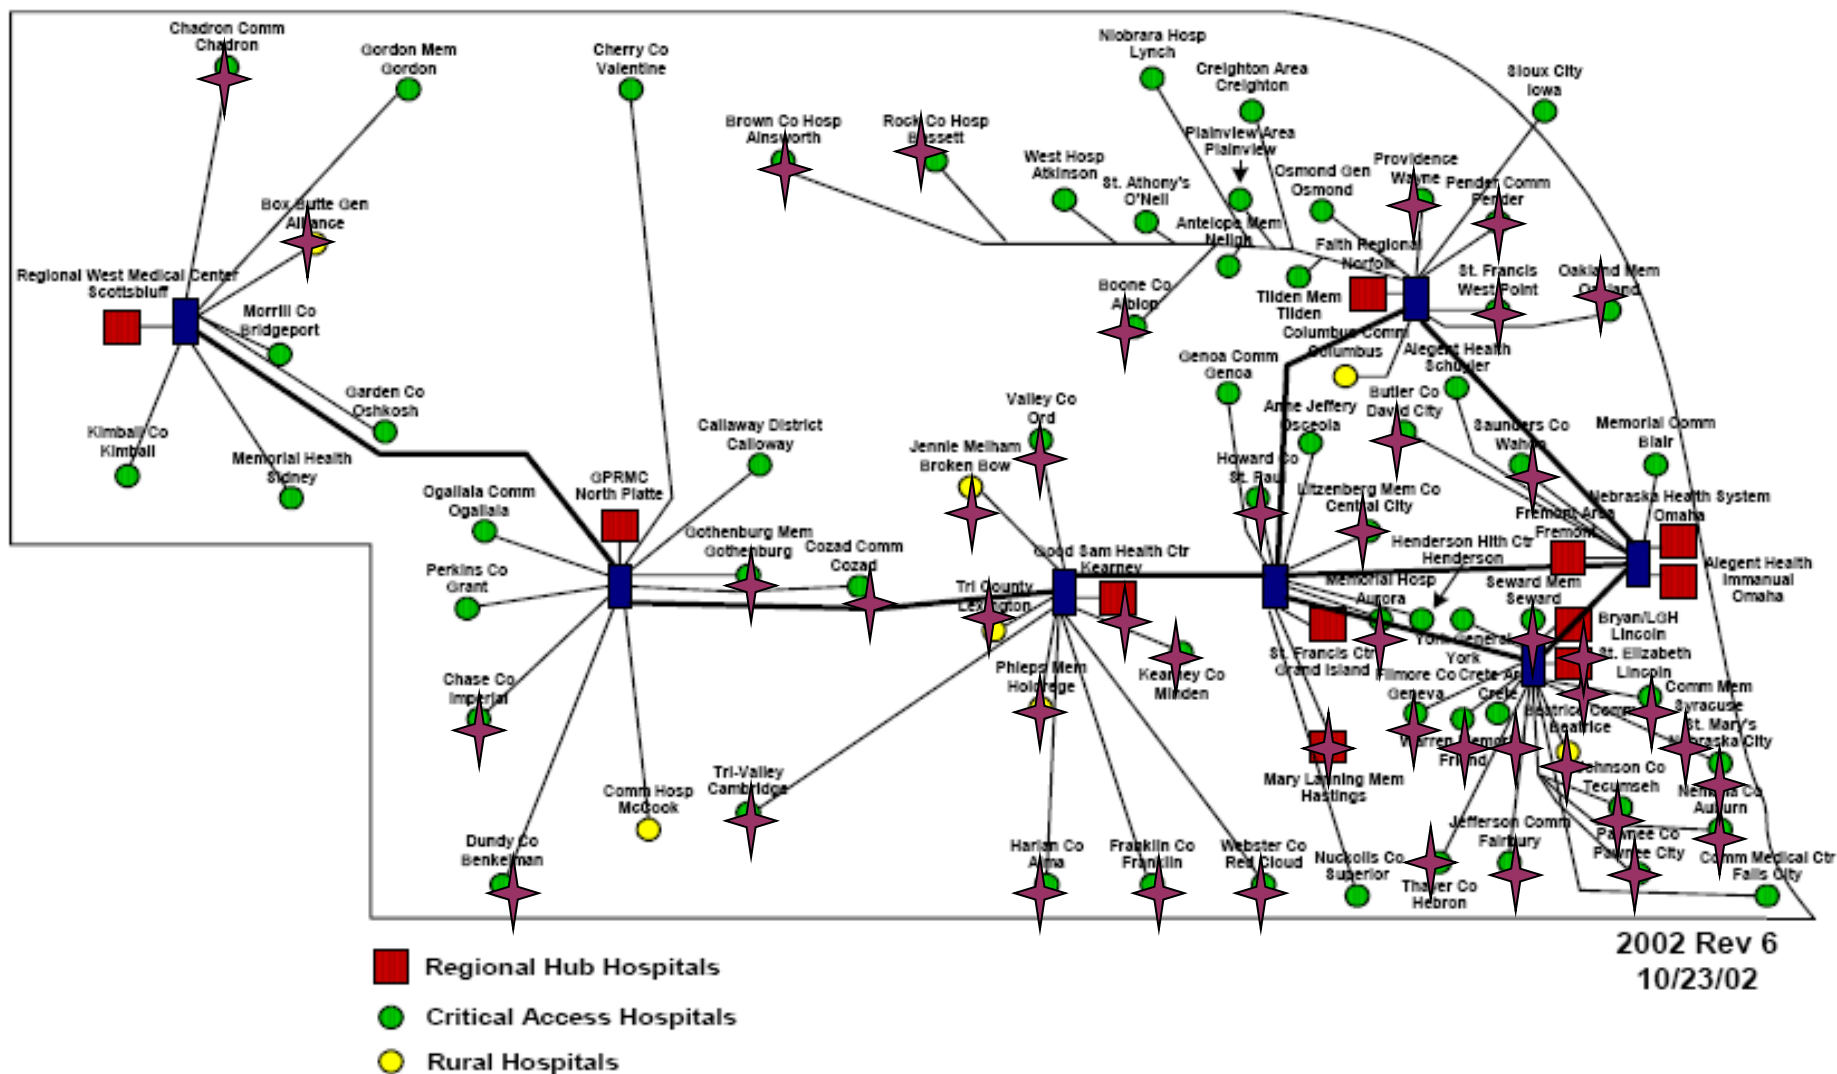 Chadron Comm
Chadron
Gordon Mem
Gordon
Cherry Co
Valentine
Niobrara Hosp
Lynch
Creighton Area
Creighton
Sioux City
Iowa
Brown Co Hosp
Ainsworth
Rock Co Hosp
Bassett
Plainview Area
Plainview
West Hosp
Atkinson
St. Athony's
O'Neil
Osmond Gen
Osmond
Providence
Wayne
Pender Comm
Pender
Box Butte Gen
Alliance
Antelope Mem
Neligh
Faith Regional
Norfolk
Regional West Medical Center
Scottsbluff
St. Francis
West Point
Oakland Mem
Oakland
Boone Co
Albion
Tilden Mem
Tilden
Morrill Co
Bridgeport
Columbus Comm
Columbus
Alegent Health
Schuyler
Genoa Comm
Genoa
Garden Co
Oshkosh
Butler Co
David City
Valley Co
Ord
Anne Jeffery
Osceola
Kimball Co
Kimball
Callaway District
Calloway
Saunders Co
Wahoo
Memorial Comm
Blair
Jennie Melham
Broken Bow
Memorial Health
Sidney
Howard Co
St. Paul
GPRMC
North Platte
Ogallala Comm
Ogallala
Litzenberg Mem Co
Central City
Nebraska Health System
Omaha
Fremont Area
Fremont
Gothenburg Mem
Gothenburg
Cozad Comm
Cozad
Good Sam Health Ctr
Kearney
Henderson Hlth Ctr
Henderson
Alegent Health
Immanual
Omaha
Perkins Co
Grant
Tri County
Lexington
Memorial Hosp
Aurora
Seward Mem
Seward
Bryan/LGH
Lincoln
York General
York
St. Elizabeth
Lincoln
St. Francis Ctr
Grand Island
Phleps Mem
Holdrege
Kearney Co
Minden
Filmore Co
Geneva
Crete
Chase Co
Imperial
Comm Mem
Syracuse
Beatrice Comm
Beatrice
St. Mary's
Nebraska City
Warren Memori
Friend
Mary Lanning Mem
Hastings
Tri-Valley
Cambridge
Johnson Co
Tecumseh
Comm Hosp
McCook
Nemaha Co
Auburn
Jefferson Comm
Fairbury
Pawnee Co
Pawnee City
Dundy Co
Benkelman
Harlan Co
Alma
Franklin Co
Franklin
Webster Co
Red Cloud
Nuckolls Co
Superior
Thayer Co
Hebron
Comm Medical Ctr
Falls City
2002 Rev 6
10/23/02
Regional Hub Hospitals
Critical Access Hospitals
Rural Hospitals